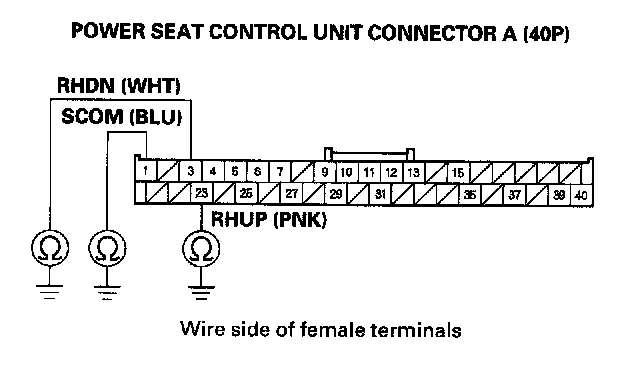 POWER SEAT CONTROL UNIT CONNECTOR A (40P)
RHDN (WHT)
SCOM (BLU)
1 3 4 5 6 7 9 10 11 12 13 15
23 25 27 29 31 35 37 39 40
RHUP (PNK)
Ω Ω Ω
Wire side of female terminals